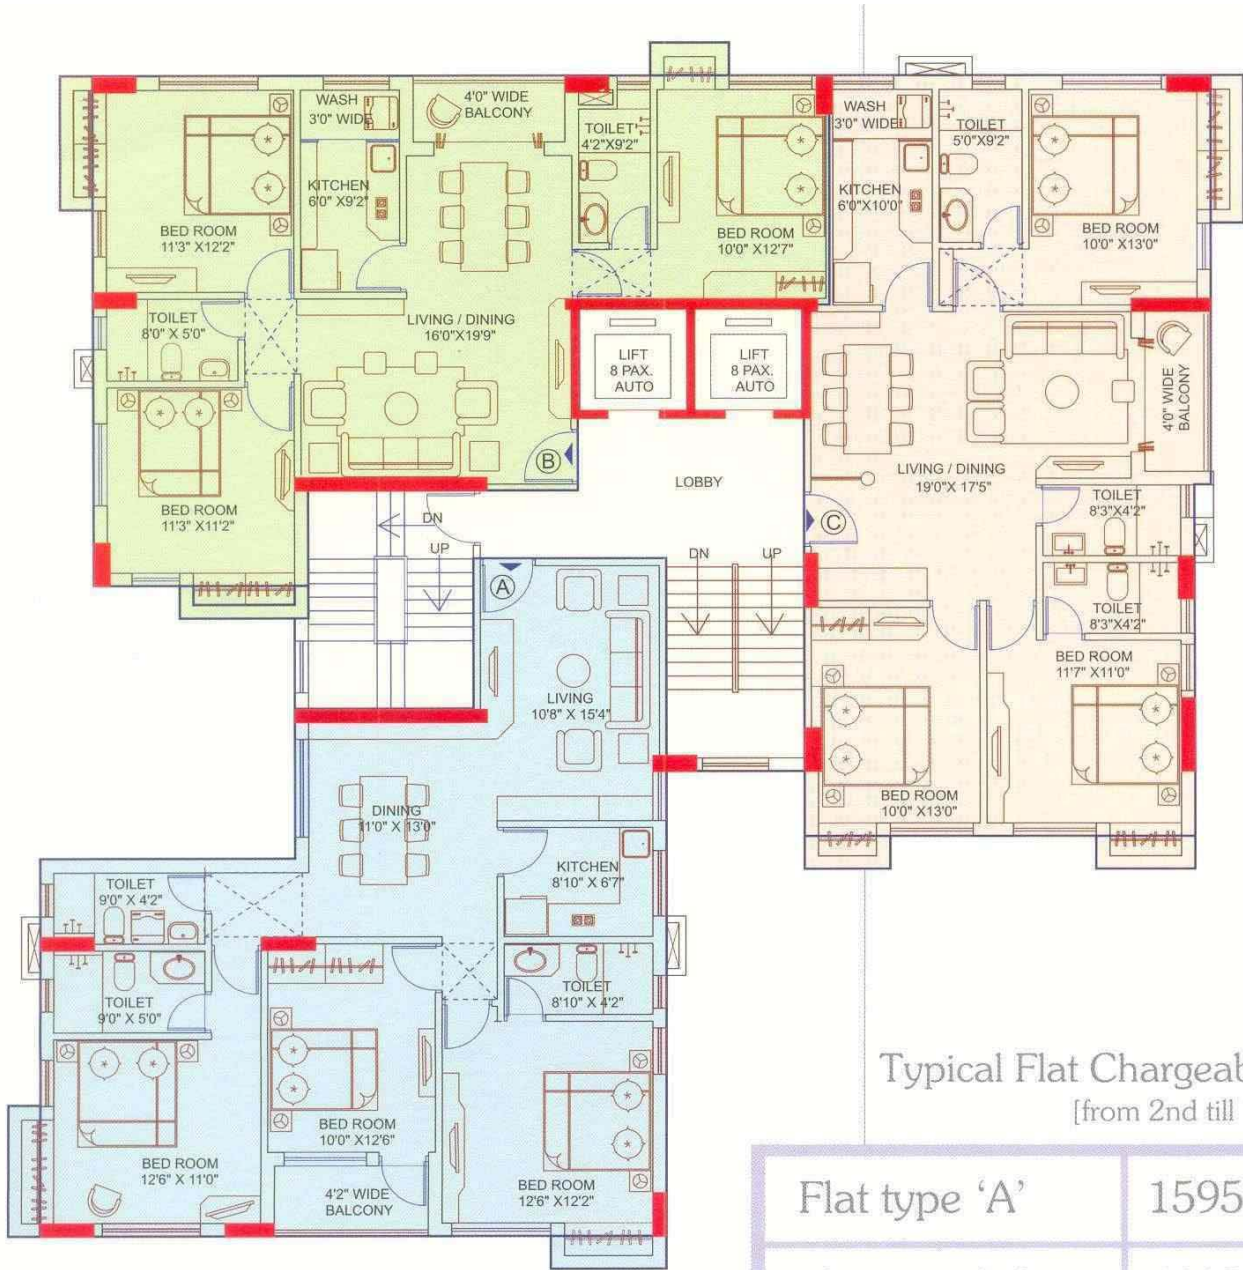 WASH
3'0" WIDE
4'0" WIDE
BALCONY
TOILET
4'2"X9'2"
KITCHEN
6'0" X9'2"
BED ROOM
11'3" X12'2"
BED ROOM
10'0" X12'7"
TOILET
8'0" X 5'0"
LIVING / DINING
16'0"X19'9"
BED ROOM
11'3" X11'2"
B
LIFT
8 PAX.
AUTO
LIFT
8 PAX.
AUTO
WASH
3'0" WIDE
TOILET
5'0"X9'2"
KITCHEN
6'0"X10'0"
BED ROOM
10'0" X13'0"
4'0" WIDE
BALCONY
LIVING / DINING
19'0"X 17'5"
TOILET
8'3"X4'2"
TOILET
8'3"X4'2"
C
BED ROOM
11'7" X11'0"
BED ROOM
10'0" X13'0"
LOBBY
DN
UP
DN
UP
A
LIVING
10'8" X 15'4"
DINING
11'0" X 13'0"
KITCHEN
8'10" X 6'7"
TOILET
9'0" X 4'2"
TOILET
9'0" X 5'0"
TOILET
8'10" X 4'2"
BED ROOM
12'6" X 11'0"
BED ROOM
10'0" X12'6"
4'2" WIDE
BALCONY
BED ROOM
12'6" X12'2"
Typical Flat Chargeab
[from 2nd till
Flat type ‘A’
1595